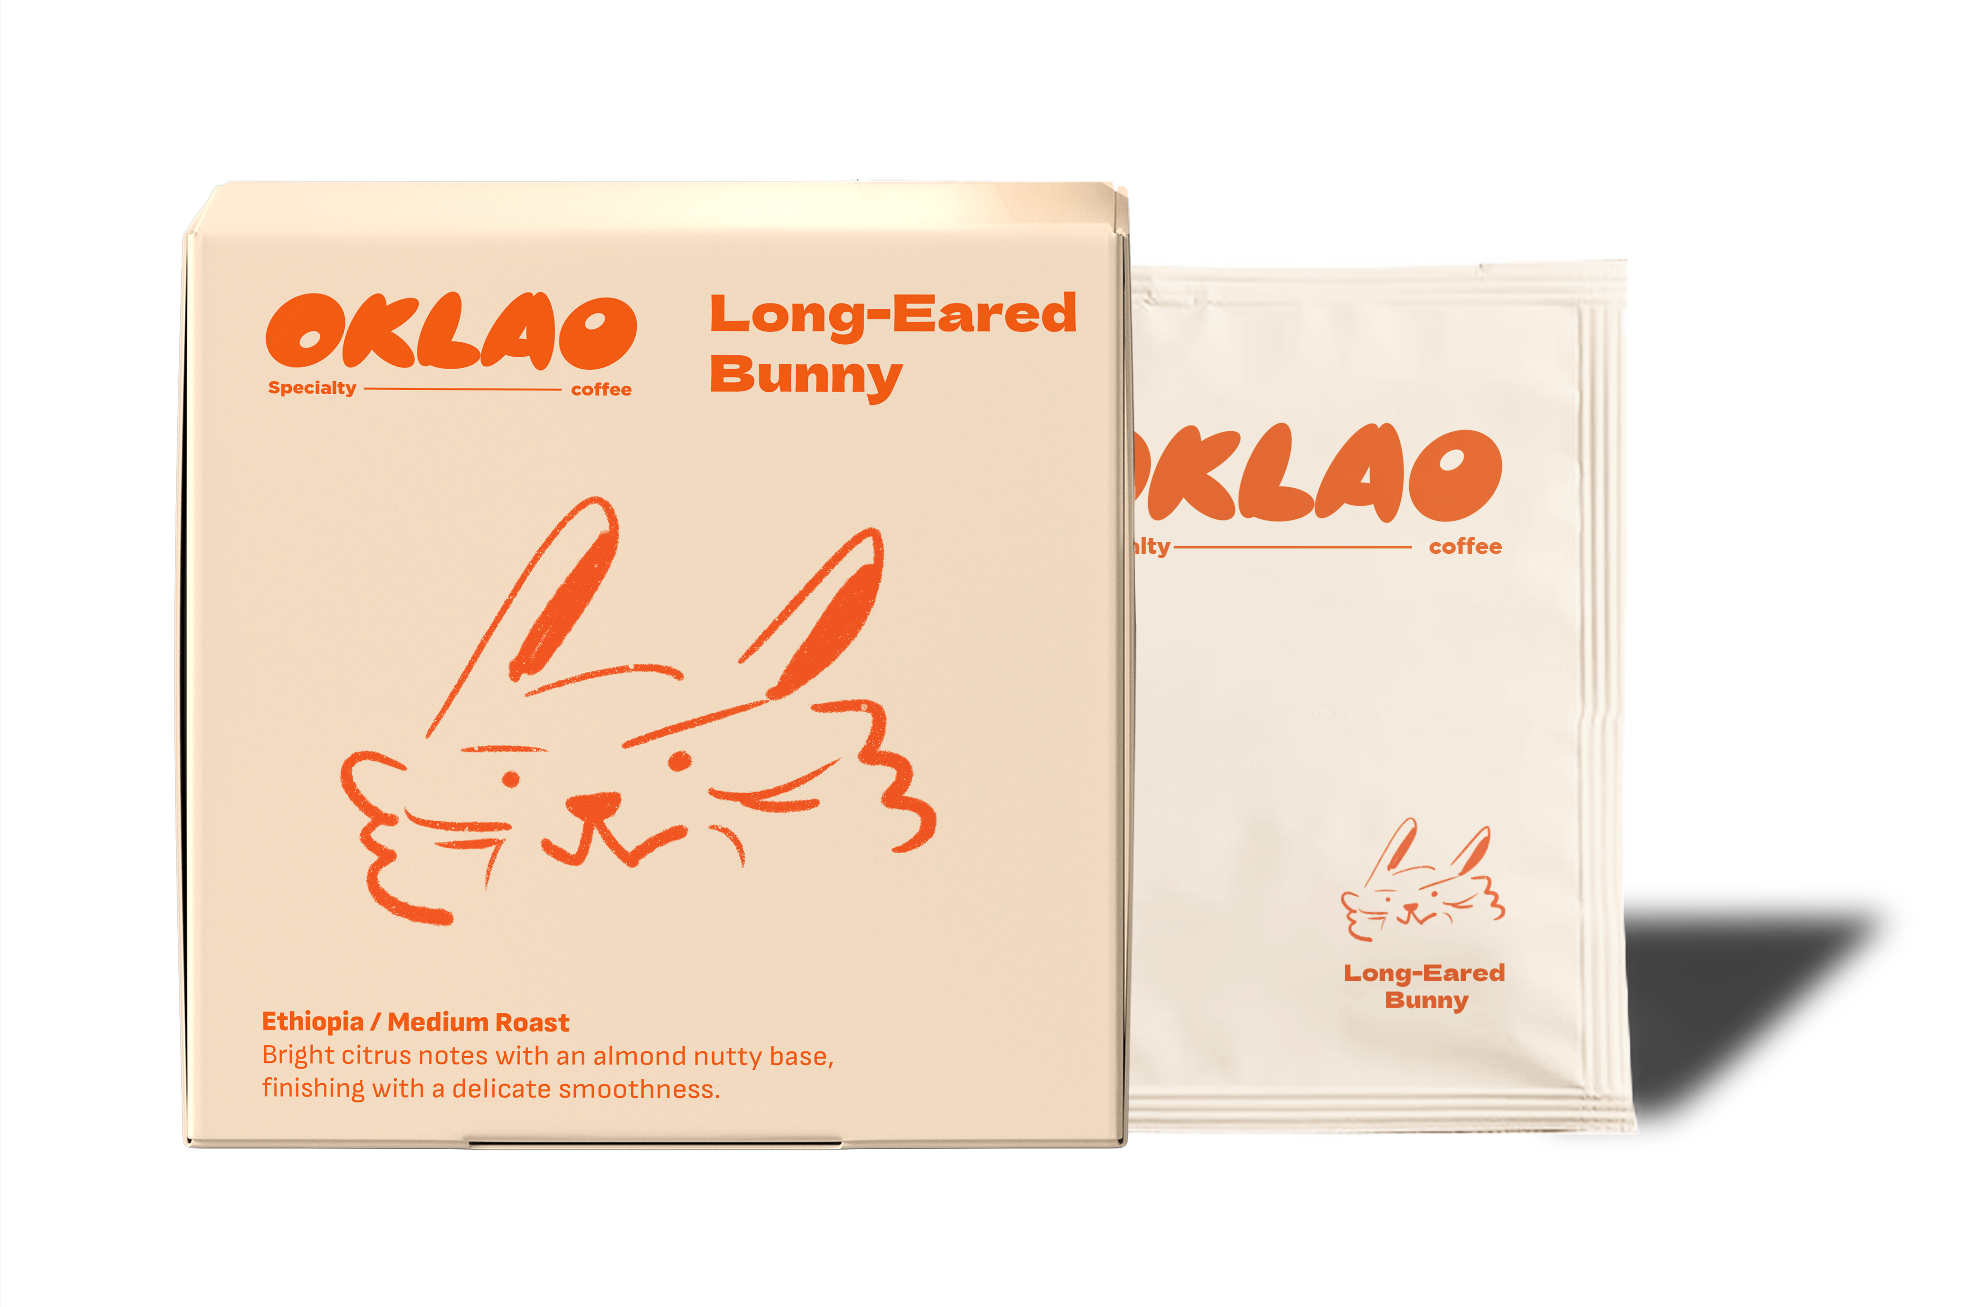 OKLAO
Specialty coffee
Long-Eared
Bunny
Ethiopia / Medium Roast
Bright citrus notes with an almond nutty base,
finishing with a delicate smoothness.
OKLAO
coffee
Long-Eared
Bunny